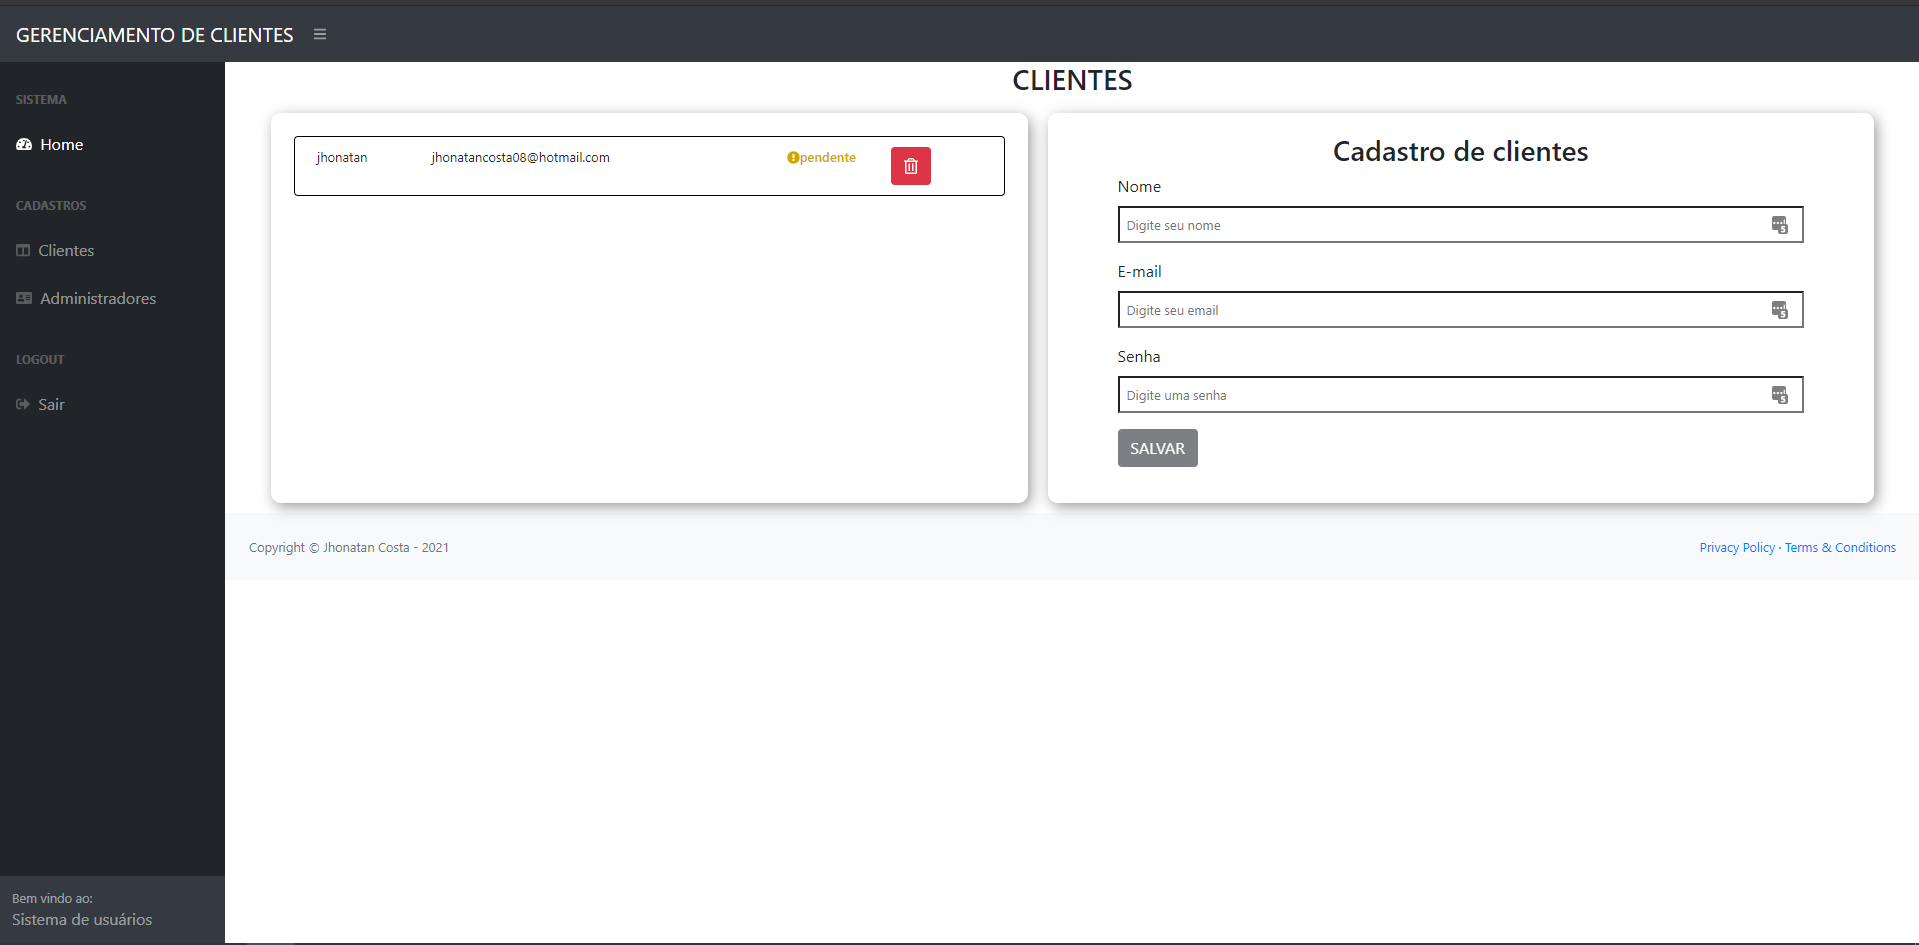 GERENCIAMENTO DE CLIENTES
SISTEMA
Home
CADASTROS
Clientes
Administradores
LOGOUT
Sair
Bem vindo ao:
Sistema de usuários
CLIENTES
jhonatan jhonatancosta08@hotmail.com pendente
Cadastro de clientes
Nome
Digite seu nome
E-mail
Digite seu email
Senha
Digite uma senha
SALVAR
Copyright © Jhonatan Costa - 2021
Privacy Policy · Terms & Conditions